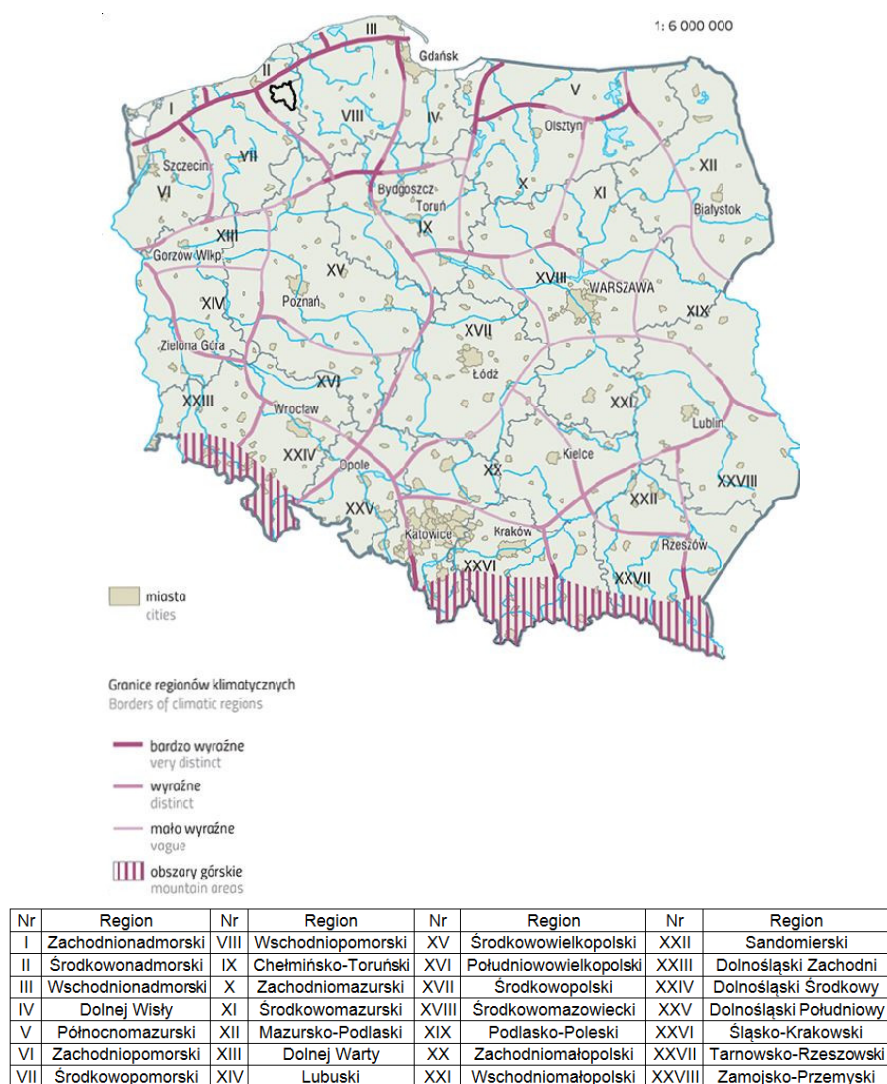 1: 6 000 000
III
Gdańsk
II
I
V
VIII
IV
Olsztyn
VII
Szczecin
XII
VI
X
XI
Bydgoszcz
Toruń
Białystok
IX
XIII
Gorzów Wlkp.
XV
XVIII
WARSZAWA
XIV
Poznań
XIX
XVII
Zielona Góra
Łódź
XVI
XXIII
XXI
Wrocław
Lublin
XXIV
Kielce
Opole
XX
XXVIII
XXII
XXV
Katowice
Kraków
Rzeszów
XXVI
XXVII
miasta
cities
Granice regionów klimatycznych
Borders of climatic regions
bardzo wyraźne
very distinct
wyraźne
distinct
mało wyraźne
vague
obszary górskie
mountain areas
Nr Region Nr Region Nr Region Nr Region
I Zachodnionadmorski VIII Wschodniopomorski XV Środkowowielkopolski XXII Sandomierski
II Środkowonadmorski IX Chełmińsko-Toruński XVI Południowowielkopolski XXIII Dolnośląski Zachodni
III Wschodnionadmorski X Zachodniomazurski XVII Środkowopolski XXIV Dolnośląski Środkowy
IV Dolnej Wisły XI Środkowomazurski XVIII Środkowomazowiecki XXV Dolnośląski Południowy
V Północnomazurski XII Mazursko-Podlaski XIX Podlasko-Poleski XXVI Śląsko-Krakowski
VI Zachodniopomorski XIII Dolnej Warty XX Zachodniomałopolski XXVII Tarnowsko-Rzeszowski
VII Środkowopomorski XIV Lubuski XXI Wschodniomałopolski XXVIII Zamojsko-Przemyski